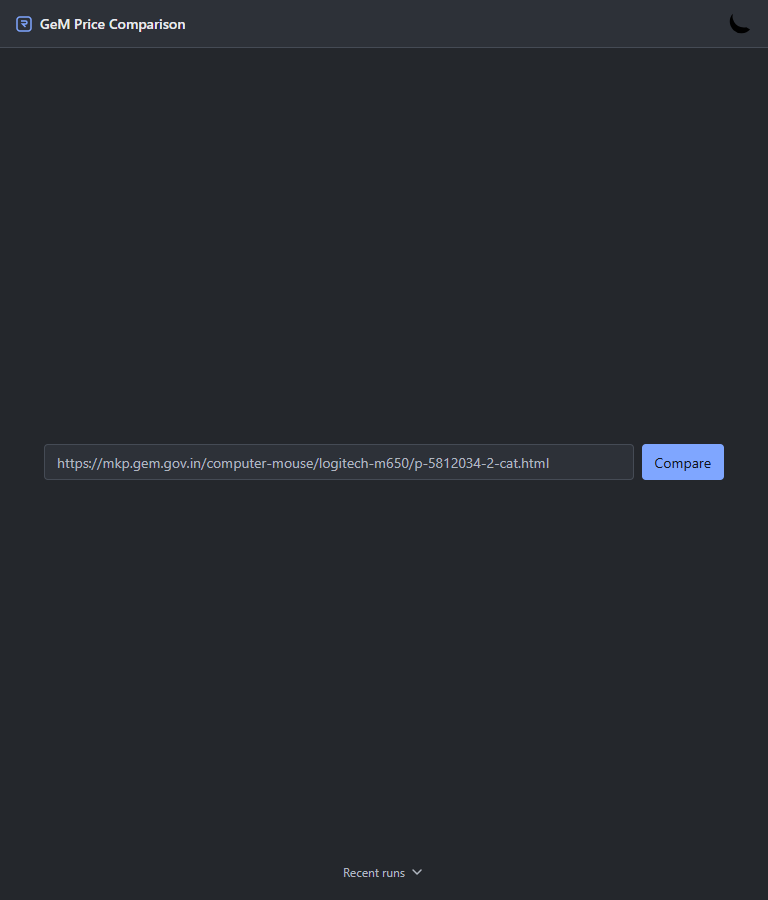 GeM Price Comparison
https://mkp.gem.gov.in/computer-mouse/logitech-m650/p-5812034-2-cat.html
Compare
Recent runs